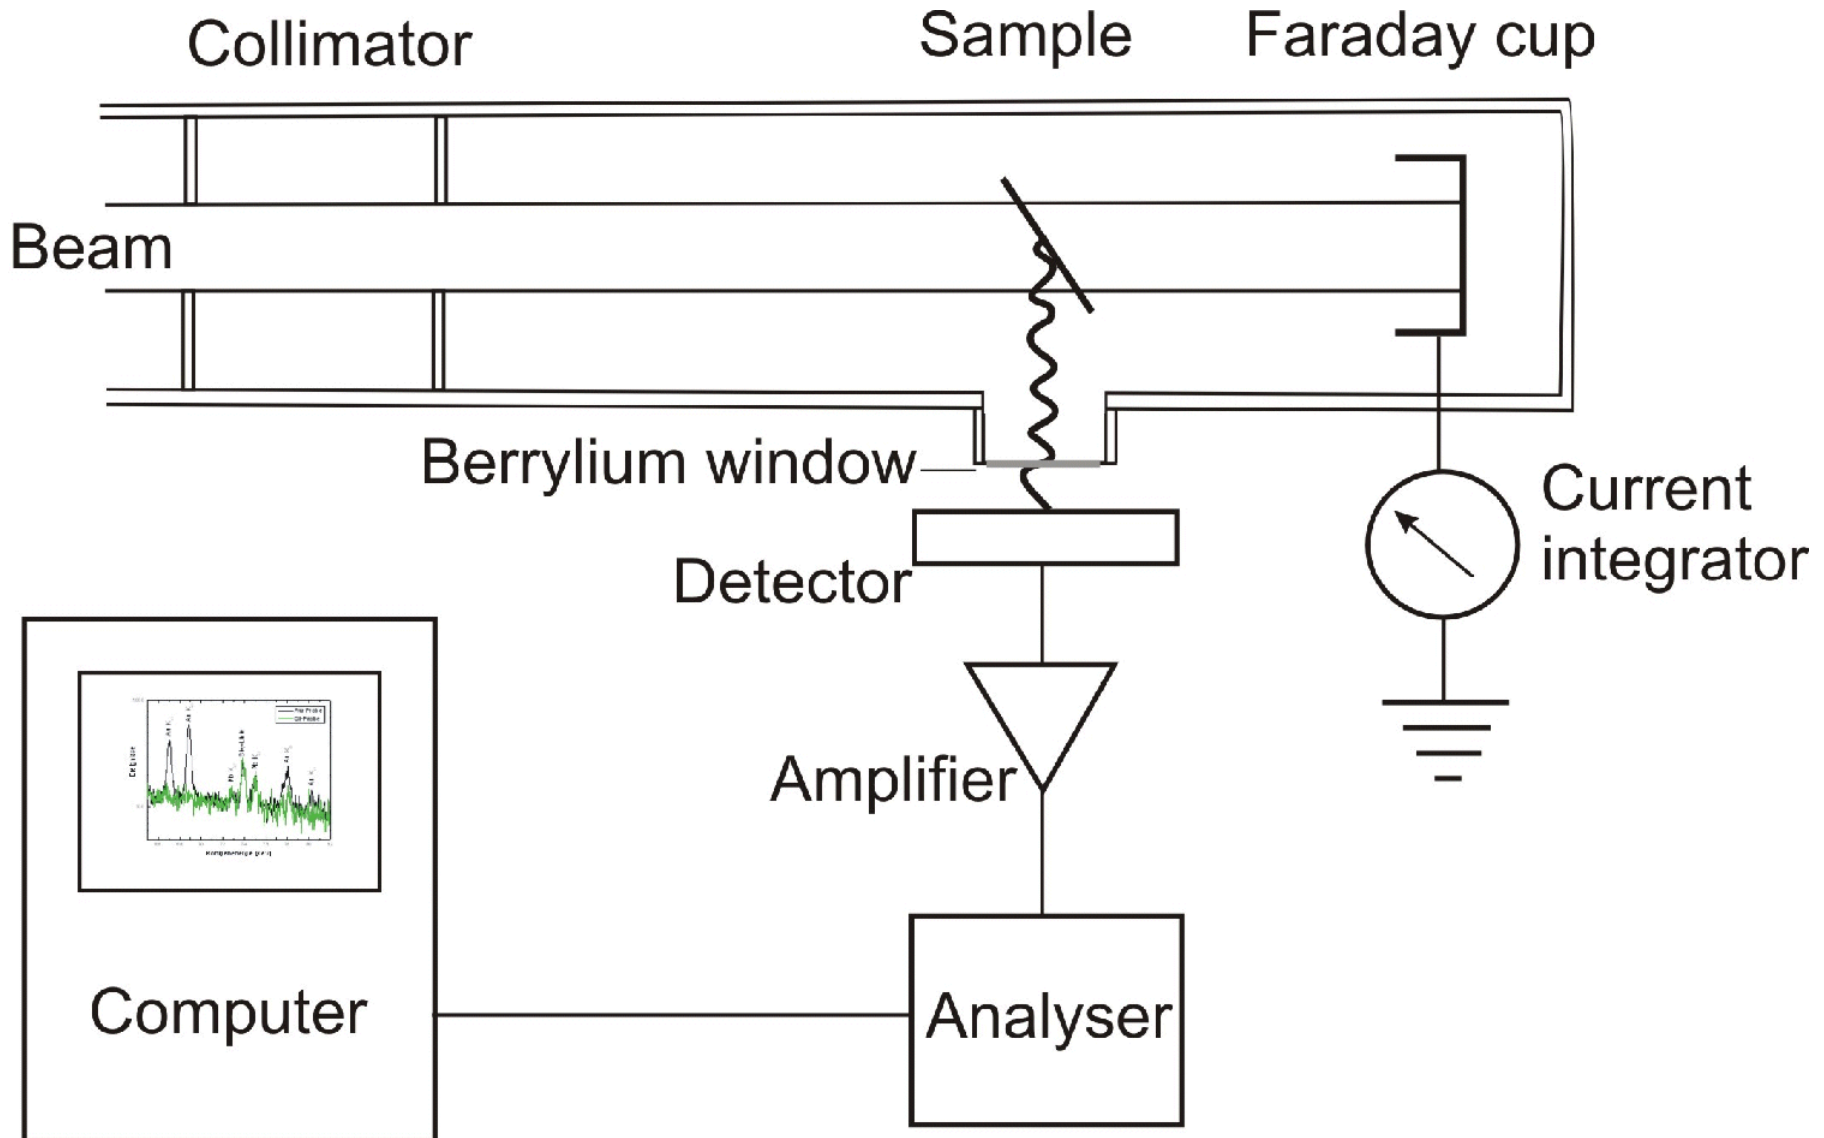 Collimator
Sample
Faraday cup
Beam
Berrylium window
Current
integrator
Detector
Amplifier
Computer
Analyser